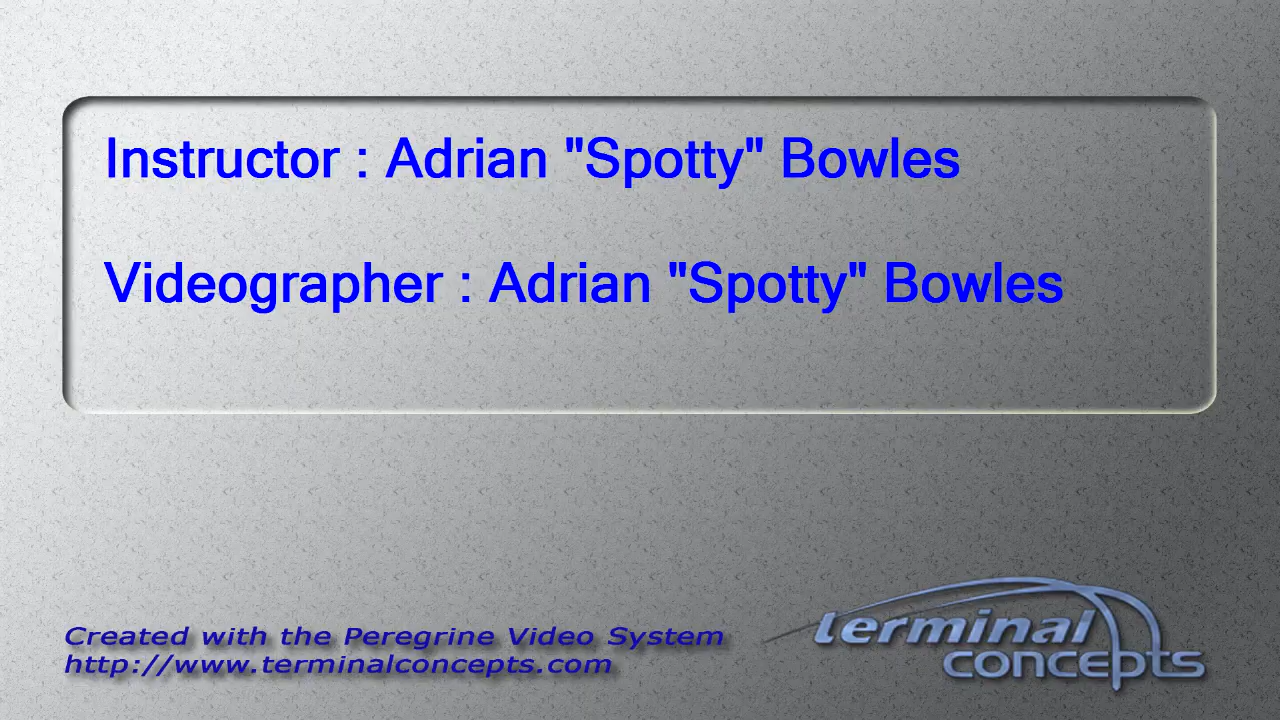 Instructor : Adrian "Spotty" Bowles
Videographer : Adrian "Spotty" Bowles
Created with the Peregrine Video System
http://www.terminalconcepts.com
terminal
concepts